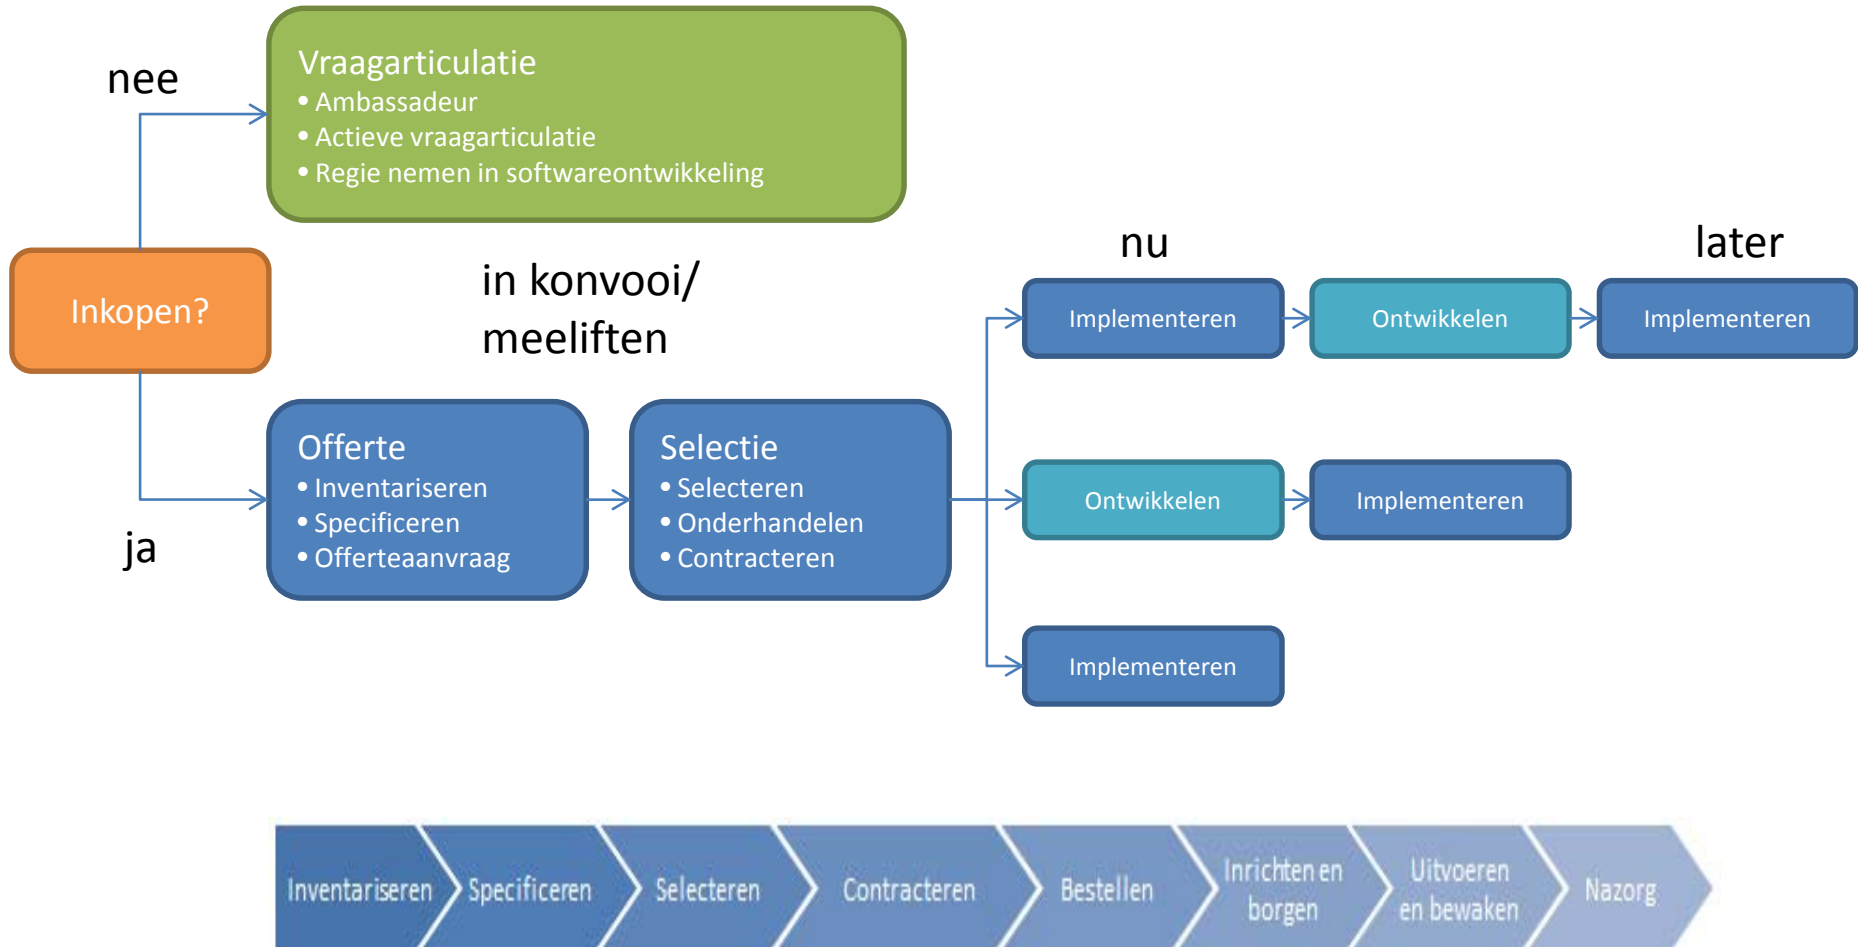 nee
Vraagarticulatie
• Ambassadeur
• Actieve vraagarticulatie
• Regie nemen in softwareontwikkeling
Inkopen?
in konvooi/
meeliften
nu
later
Implementeren
Ontwikkelen
Implementeren
ja
Offerte
• Inventariseren
• Specificeren
• Offerteaanvraag
Selectie
• Selecteren
• Onderhandelen
• Contracteren
Ontwikkelen
Implementeren
Implementeren
Inventariseren
Specificeren
Selecteren
Contracteren
Bestellen
Inrichten en
borgen
Uitvoeren
en bewaken
Nazorg